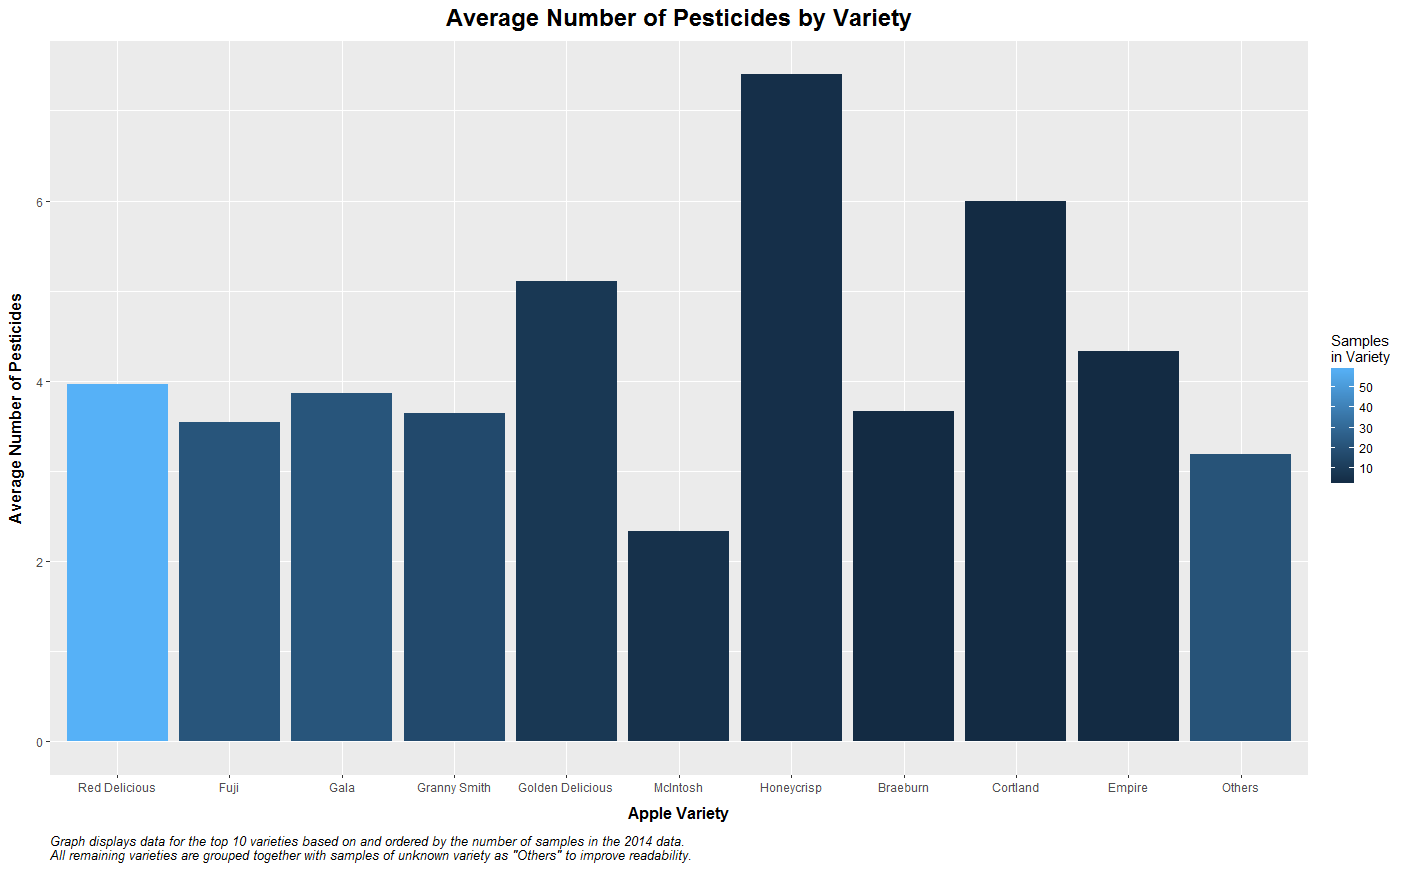 Average Number of Pesticides by Variety
Average Number of Pesticides
6
4
2
0
Red Delicious
Fuji
Gala
Granny Smith
Golden Delicious
McIntosh
Honeycrisp
Braeburn
Cortland
Empire
Others
Apple Variety
Samples
in Variety
50
40
30
20
10
Graph displays data for the top 10 varieties based on and ordered by the number of samples in the 2014 data.
All remaining varieties are grouped together with samples of unknown variety as "Others" to improve readability.